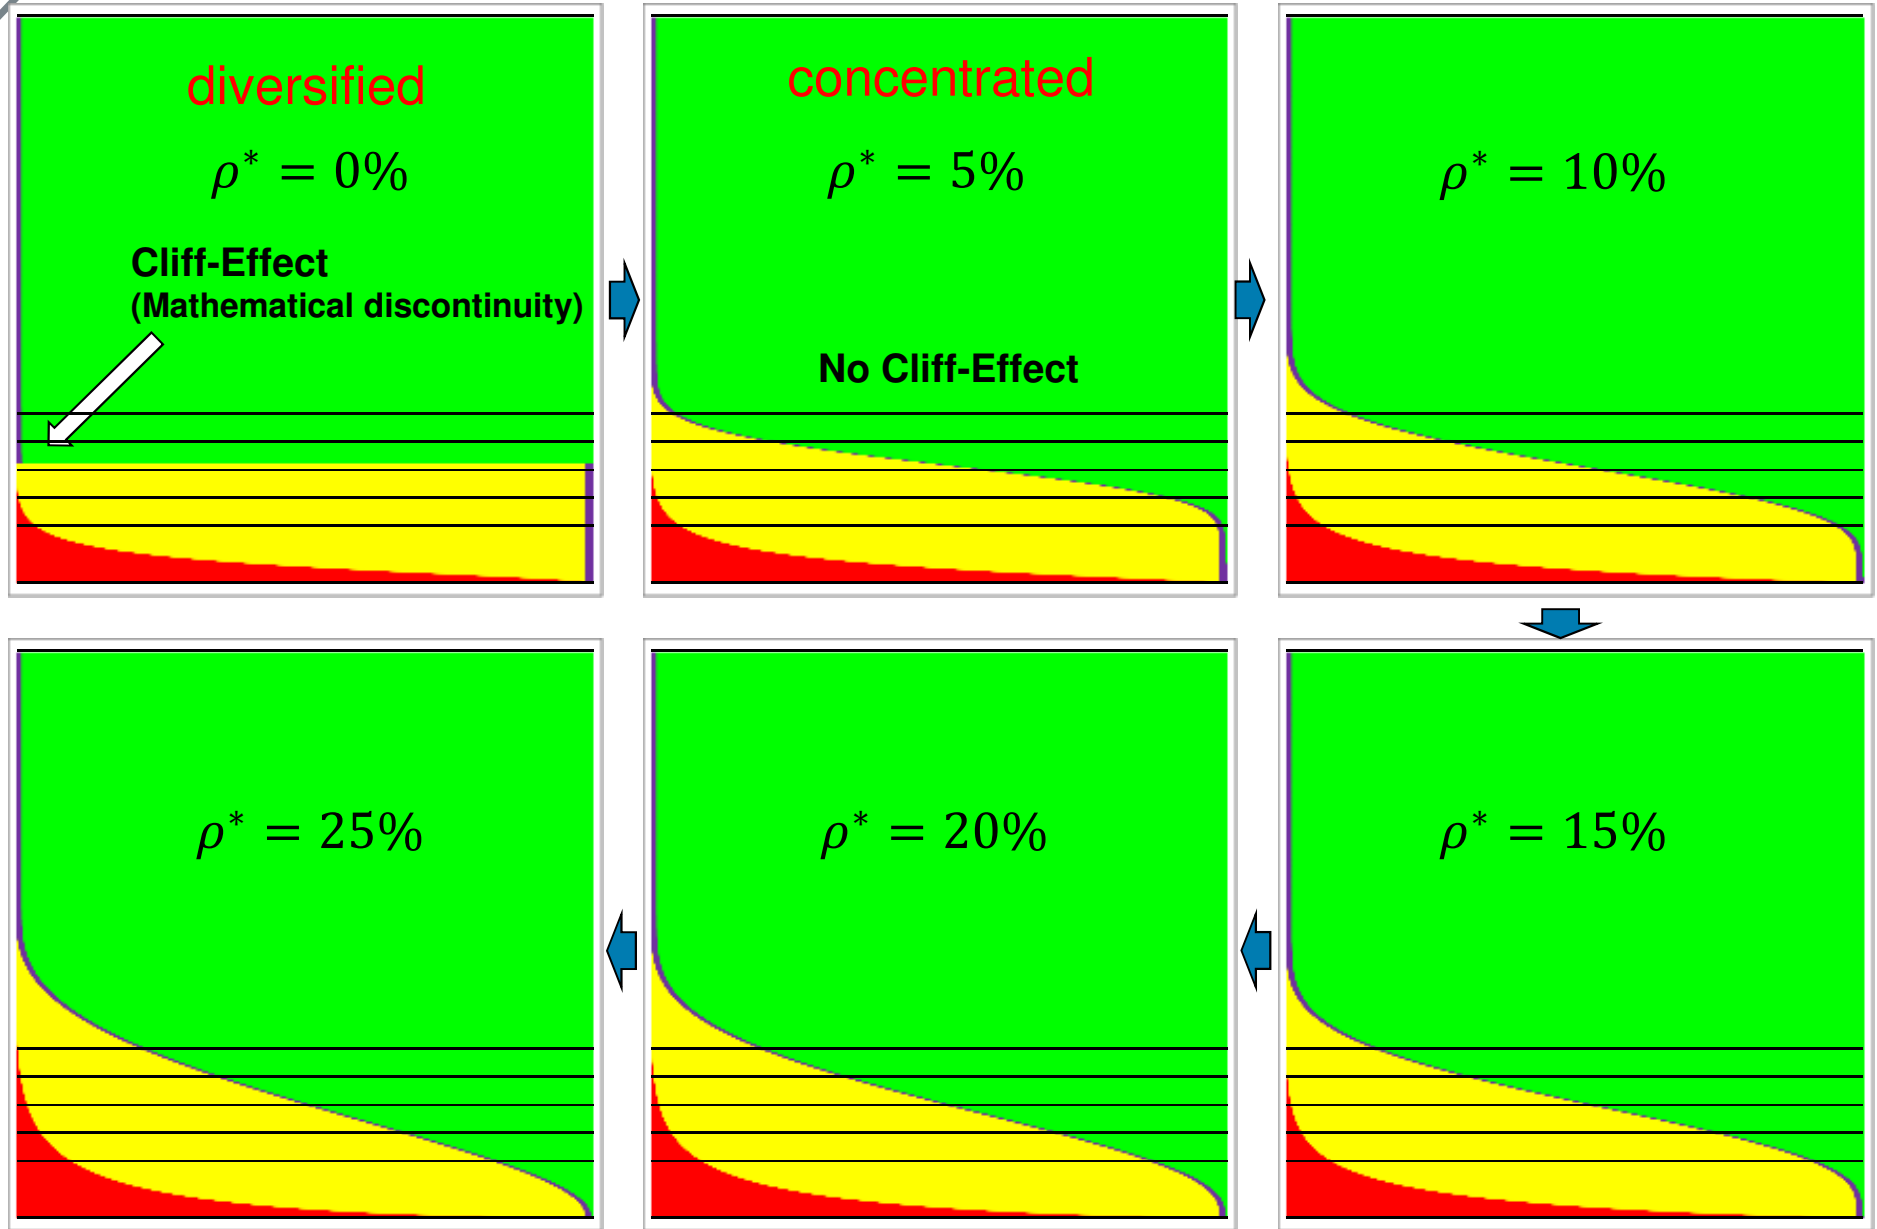 diversified
concentrated
ρ* = 0%
ρ* = 5%
ρ* = 10%
Cliff-Effect
(Mathematical discontinuity)
No Cliff-Effect
ρ* = 25%
ρ* = 20%
ρ* = 15%